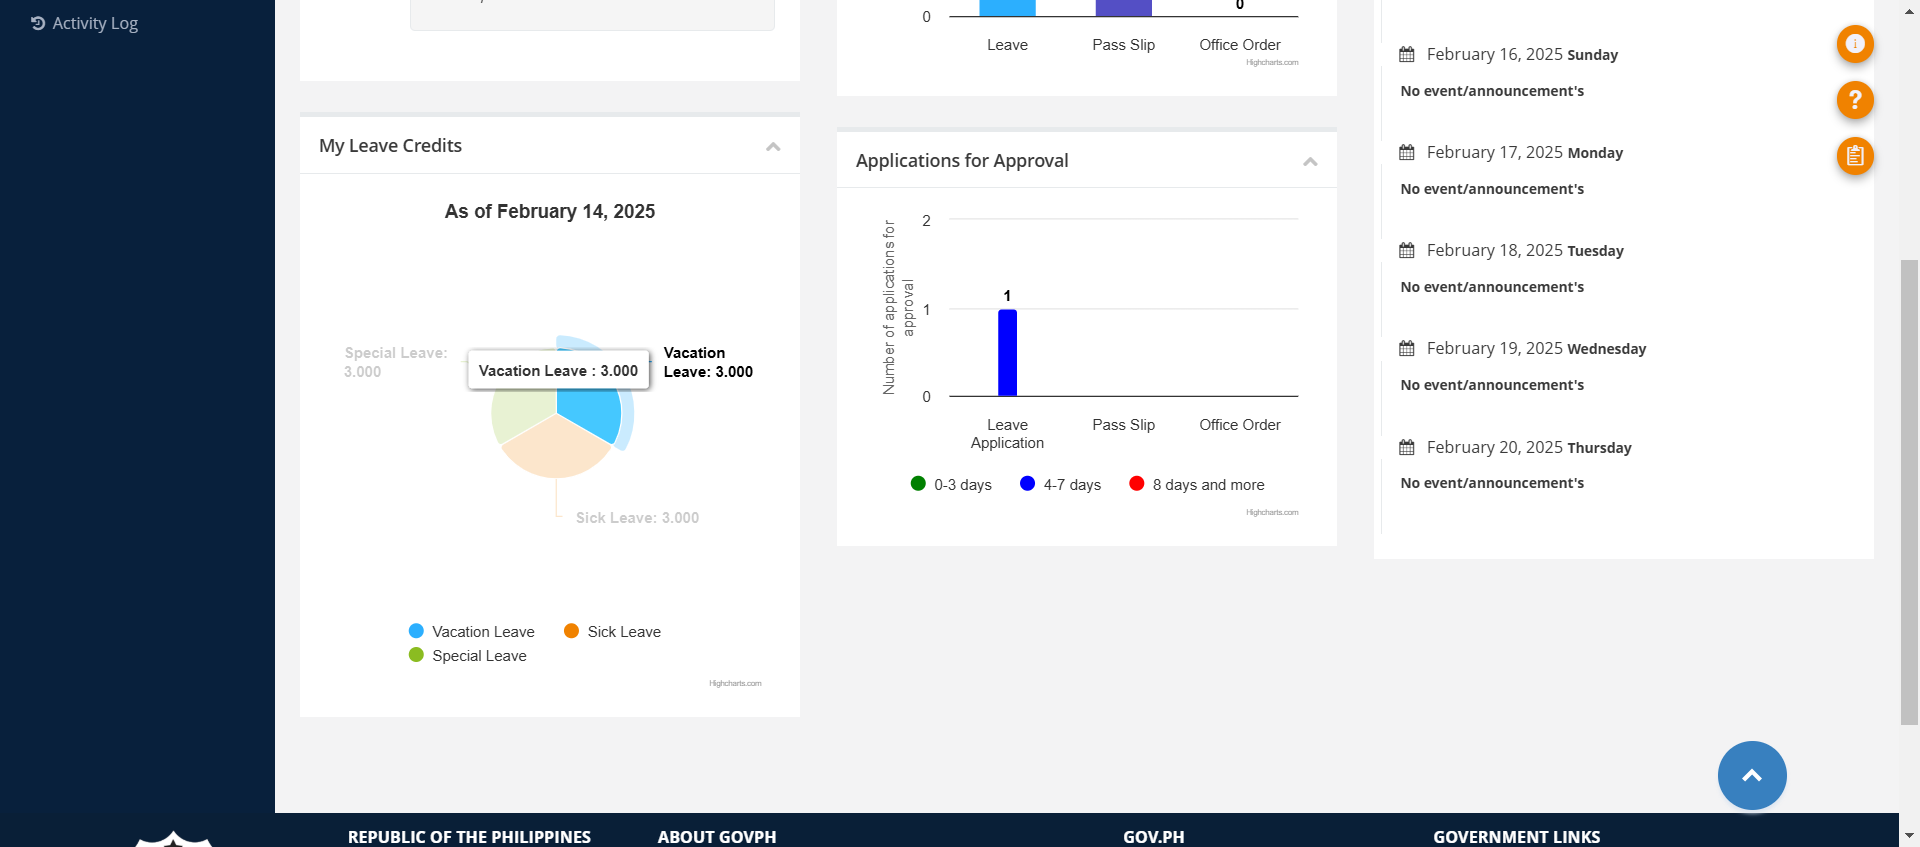 Activity Log
0
0
Leave
Pass Slip
Office Order
Highcharts.com
My Leave Credits
As of February 14, 2025
Special Leave:
3.000
Vacation Leave : 3.000
Vacation
Leave: 3.000
Sick Leave: 3.000
Vacation Leave
Sick Leave
Special Leave
Highcharts.com
Applications for Approval
Number of applications for
approval
2
1
0
1
Leave
Application
Pass Slip
Office Order
0-3 days
4-7 days
8 days and more
Highcharts.com
February 16, 2025 Sunday
No event/announcement's
February 17, 2025 Monday
No event/announcement's
February 18, 2025 Tuesday
No event/announcement's
February 19, 2025 Wednesday
No event/announcement's
February 20, 2025 Thursday
No event/announcement's
REPUBLIC OF THE PHILIPPINES
ABOUT GOVPH
GOV.PH
GOVERNMENT LINKS